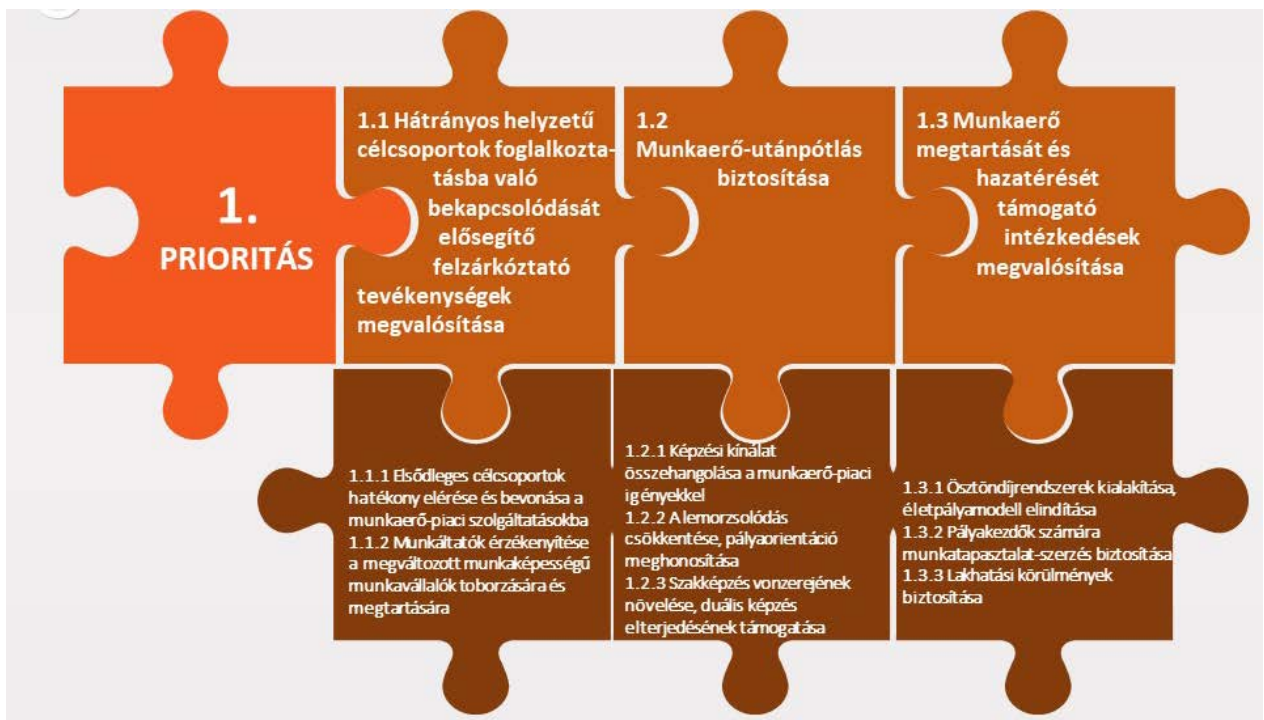 1.
PRIORITÁS
1.1 Hátrányos helyzetű
célcsoportok foglalkozta-
tásba való
bekapcsolódását
elősegítő
felzárkóztató
tevékenységek
megvalósítása
1.2
Munkaerő-utánpótlás
biztosítása
1.3 Munkaerő
megtartását és
hazatérését
támogató
intézkedések
megvalósítása
1.1.1 Elsődleges célcsoportok
hatékony elérése és bevonása a
munkaerő-piaci szolgáltatásokba
1.1.2 Munkáltatók érzékenyítése
a megváltozott munkaképességű
munkavállalók toborzására és
megtartására
1.2.1 Képzési kínálat
összehangolása a munkaerő-piaci
igényekkel
1.2.2 A lemorzsolódás
csökkentése, pályaorientáció
meghonosítása
1.2.3 Szakképzés vonzerejének
növelése, duális képzés
elterjedésének támogatása
1.3.1 Ösztöndíjrendszerek kialakítása,
életpályamodell elindítása
1.3.2 Pályakezdők számára
munkatapasztalat-szerzés biztosítása
1.3.3 Lakhatási körülmények
biztosítása